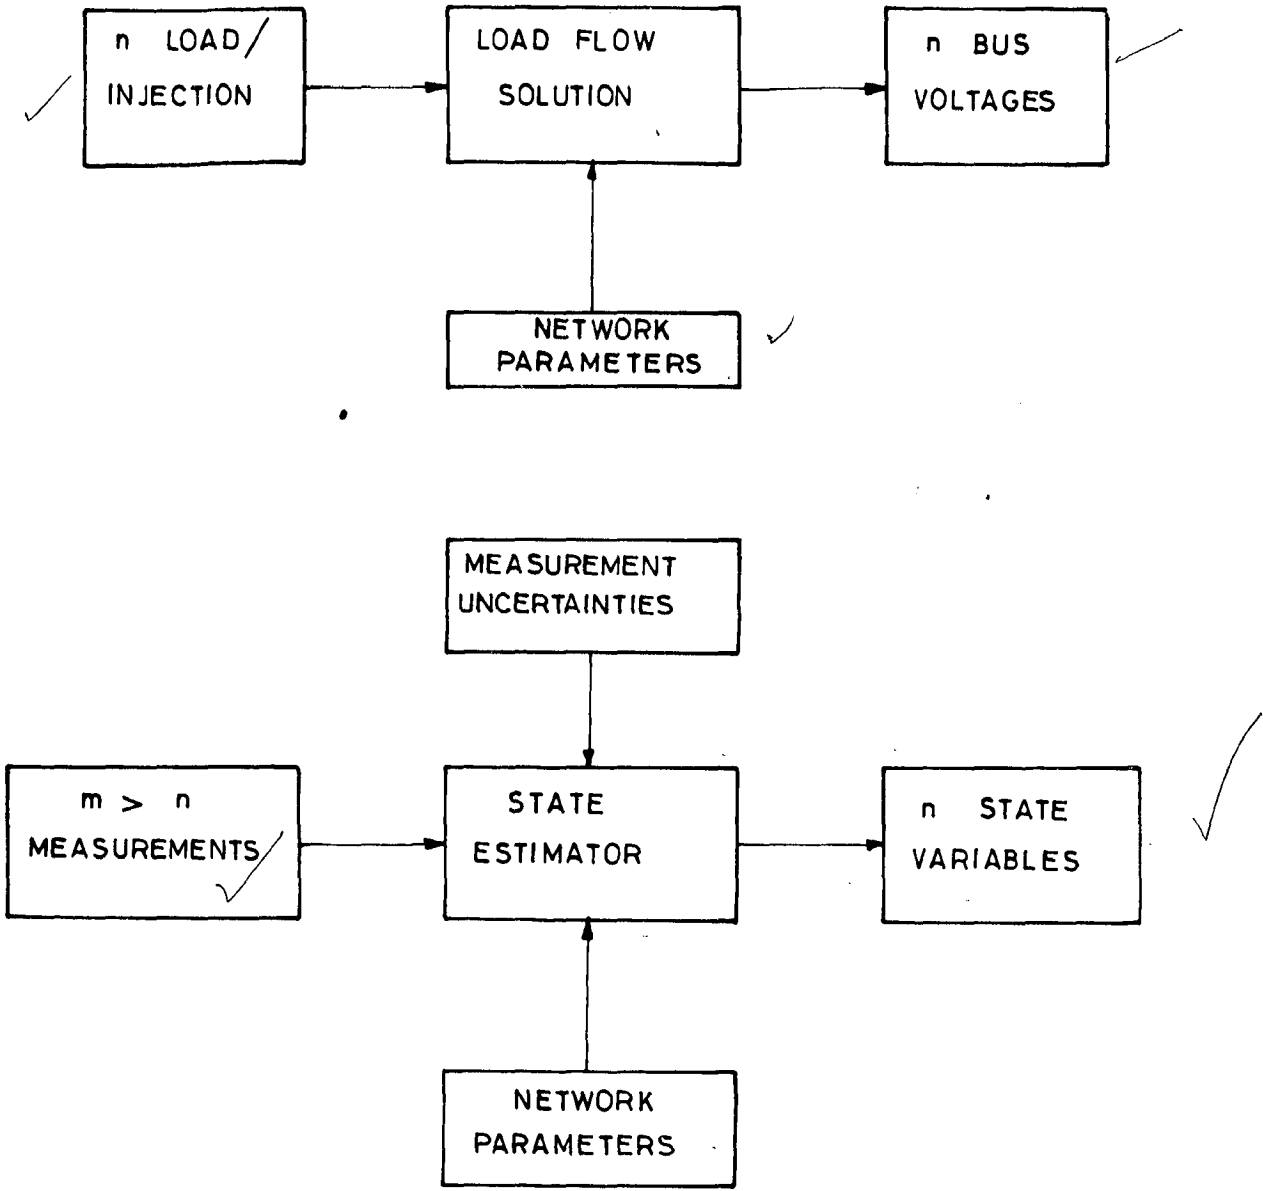 n LOAD/
INJECTION
LOAD FLOW
SOLUTION
n BUS
VOLTAGES
NETWORK
PARAMETERS
MEASUREMENT
UNCERTAINTIES
m > n
MEASUREMENTS
STATE
ESTIMATOR
n STATE
VARIABLES
NETWORK
PARAMETERS